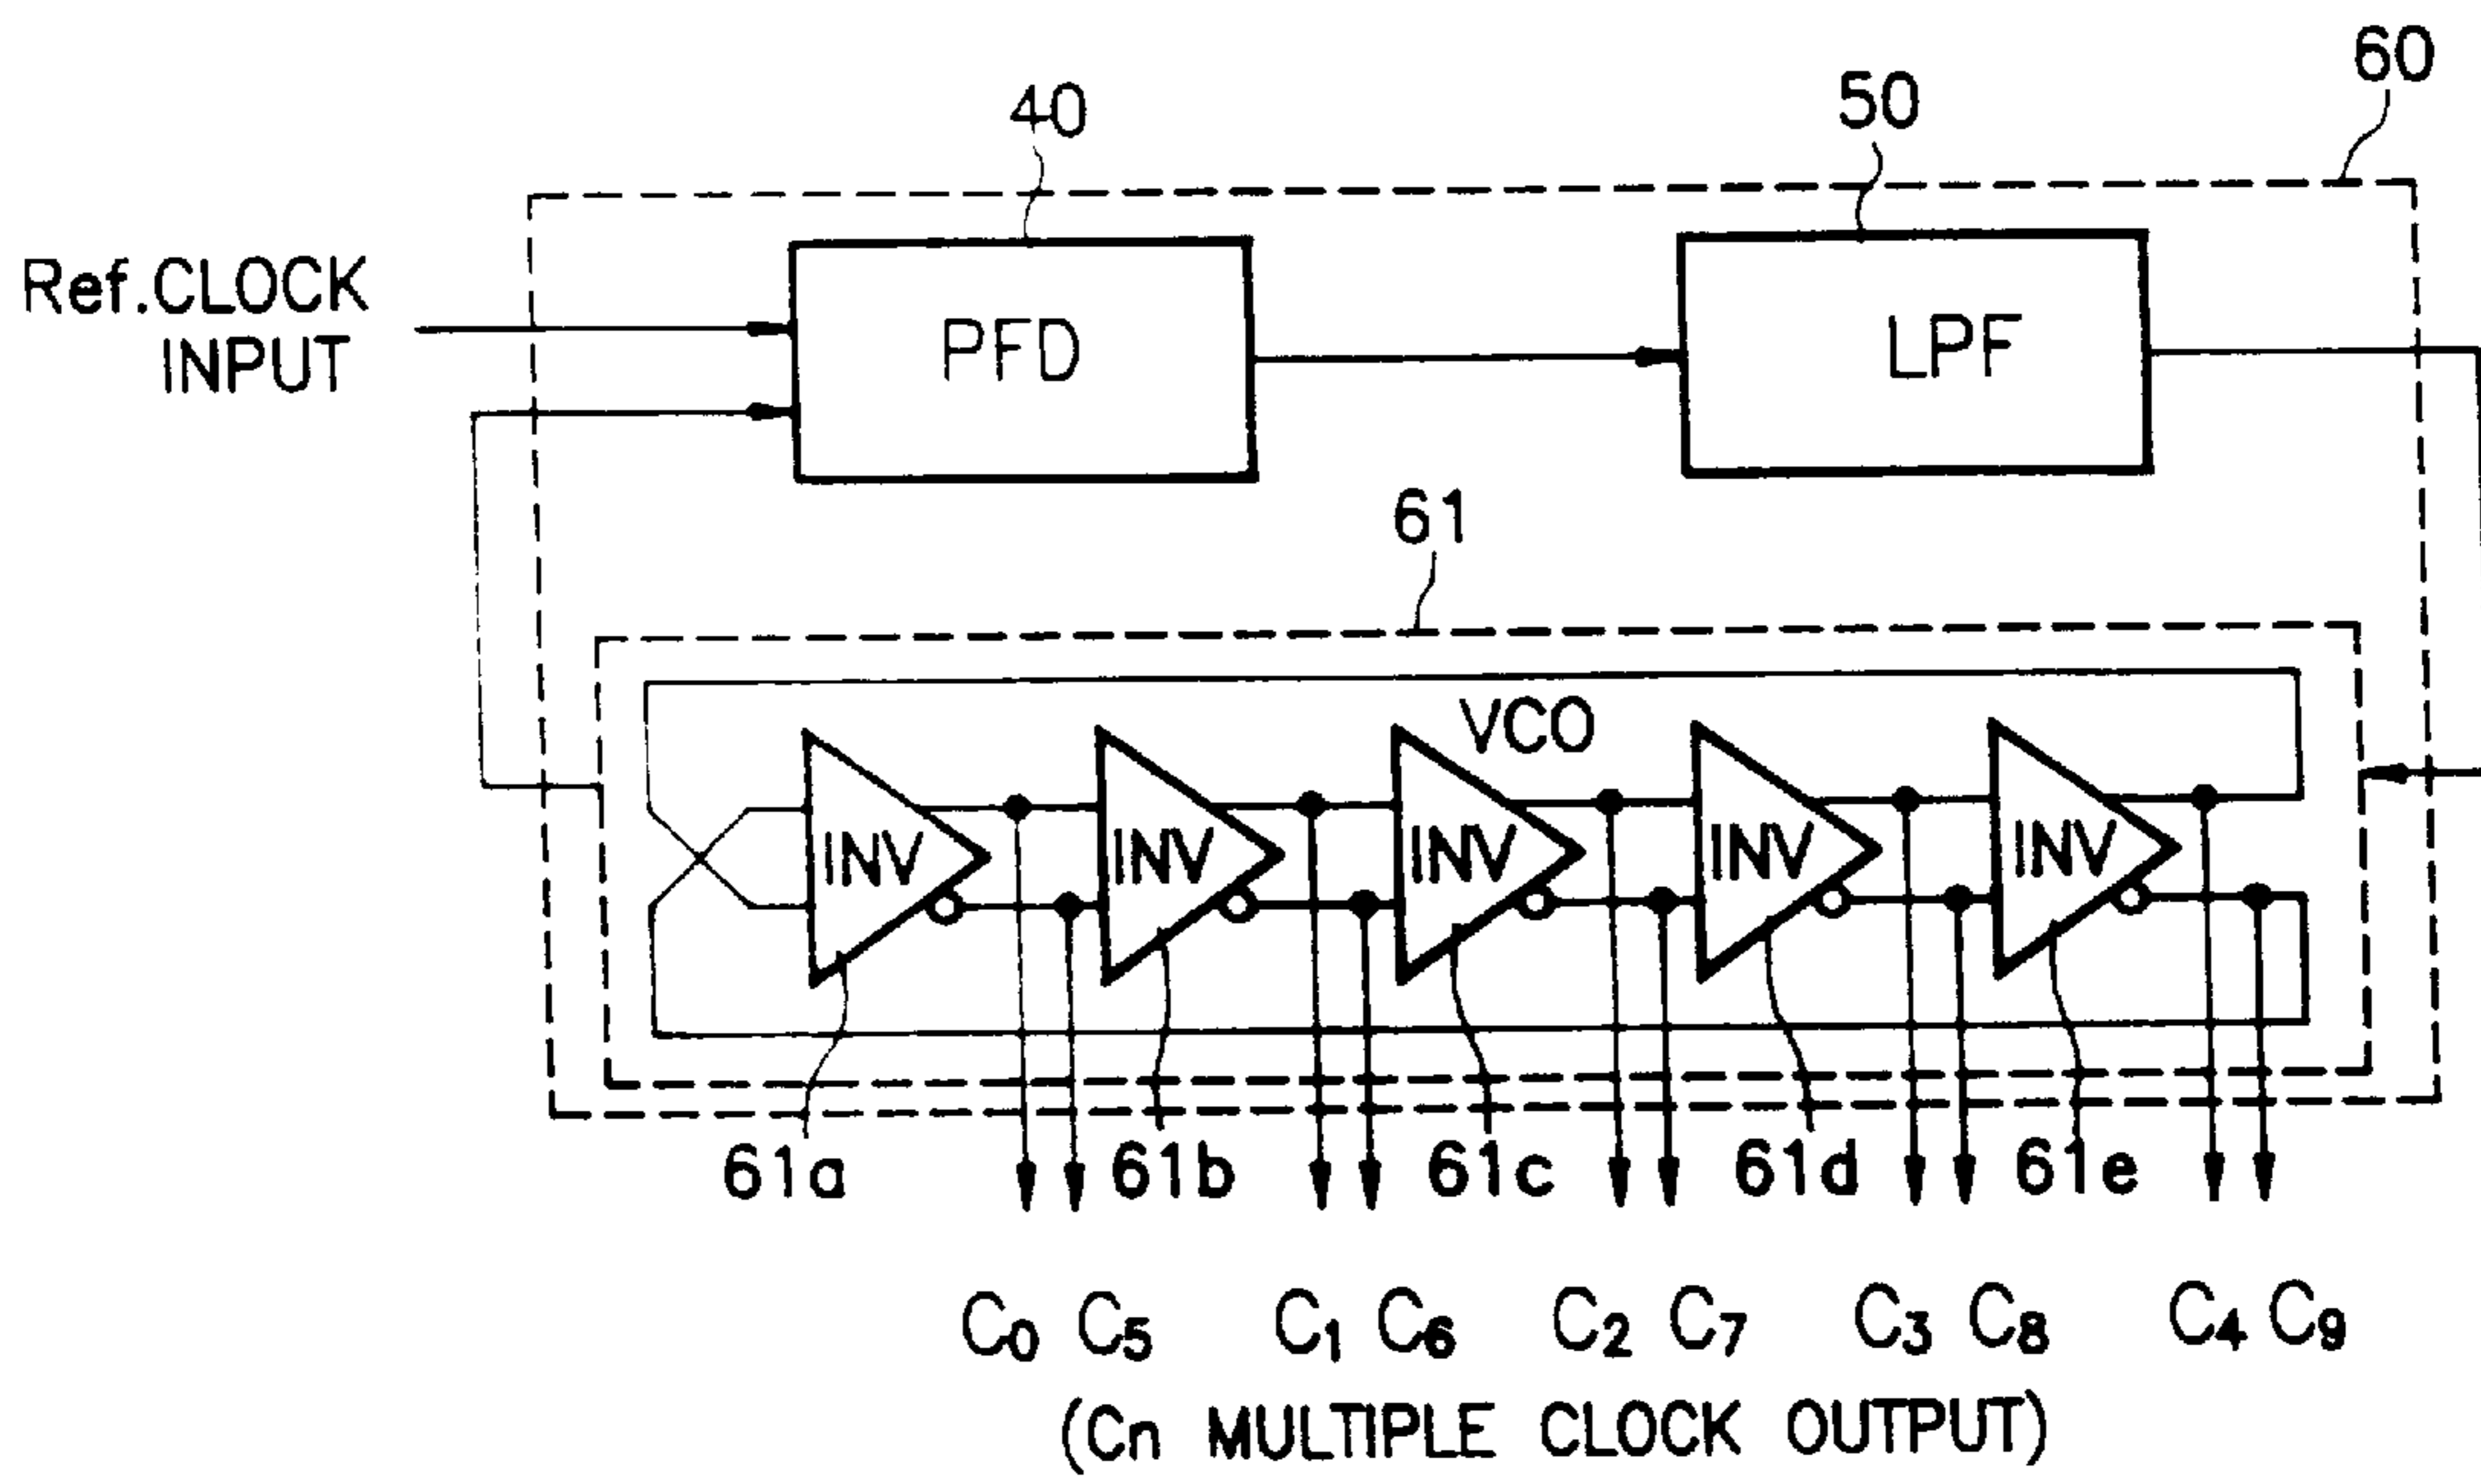 60
40
50
Ref.CLOCK
INPUT
PFD
LPF
61
VCO
INV INV INV INV INV
61a 61b 61c 61d 61e
C0 C5 C1 C6 C2 C7 C3 C8 C4 C9
(Cn MULTIPLE CLOCK OUTPUT)